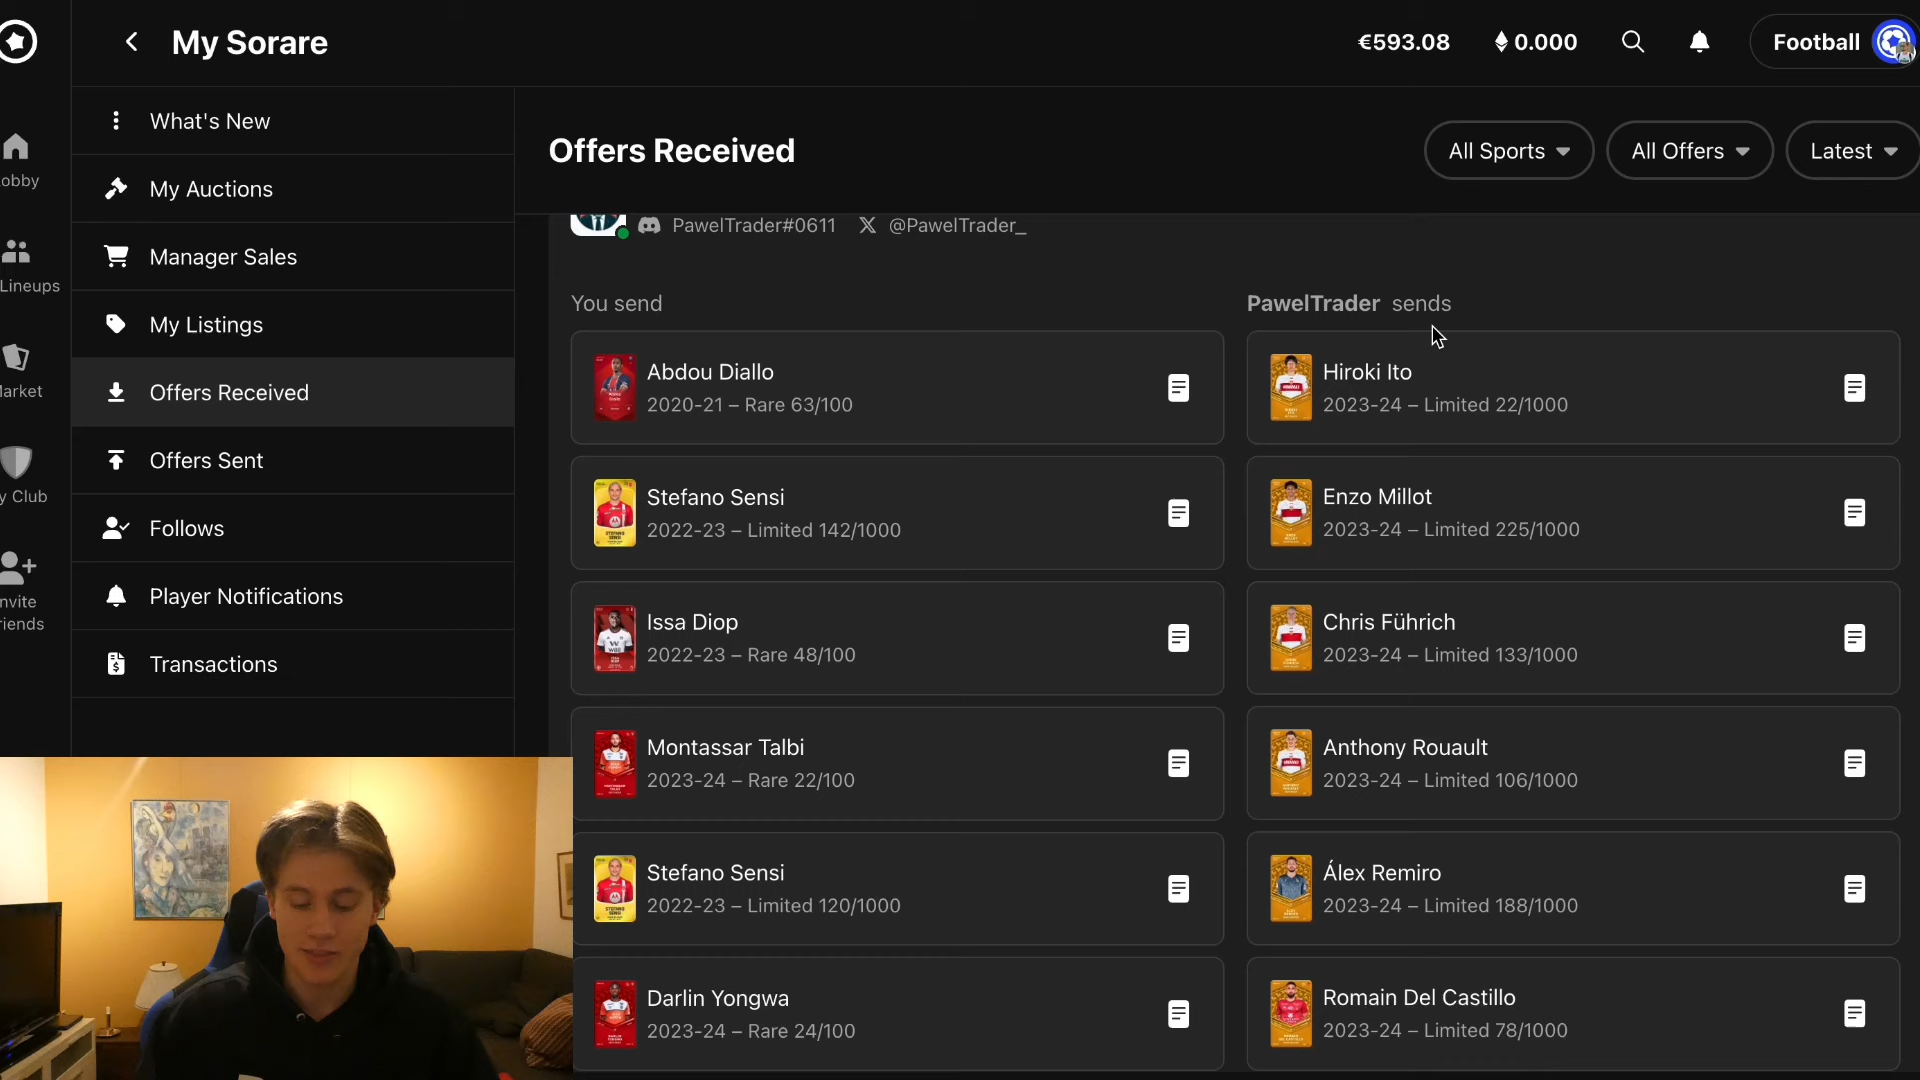 My Sorare
€593.08
0.000
Football
What's New
My Auctions
Manager Sales
My Listings
Offers Received
Offers Sent
Follows
Player Notifications
Transactions
obby
Lineups
arket
y Club
nvite
riends
Offers Received
All Sports
All Offers
Latest
PawelTrader#0611
@PawelTrader_
You send
Abdou Diallo
2020-21 – Rare 63/100
Stefano Sensi
2022-23 – Limited 142/1000
Issa Diop
2022-23 – Rare 48/100
Montassar Talbi
2023-24 – Rare 22/100
Stefano Sensi
2022-23 – Limited 120/1000
Darlin Yongwa
2023-24 – Rare 24/100
PawelTrader sends
Hiroki Ito
2023-24 – Limited 22/1000
Enzo Millot
2023-24 – Limited 225/1000
Chris Führich
2023-24 – Limited 133/1000
Anthony Rouault
2023-24 – Limited 106/1000
Álex Remiro
2023-24 – Limited 188/1000
Romain Del Castillo
2023-24 – Limited 78/1000